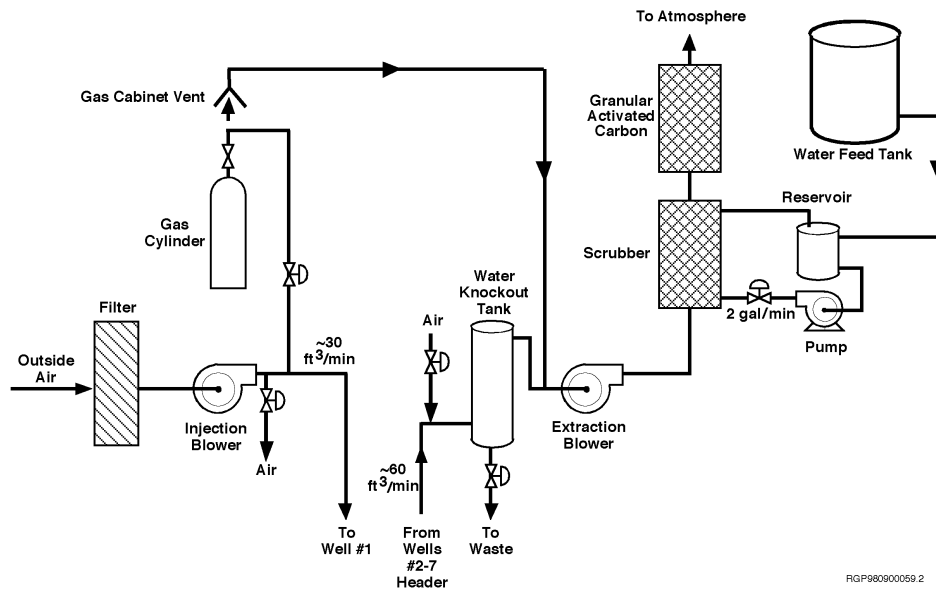 To Atmosphere
Gas Cabinet Vent
Granular
Activated
Carbon
Water Feed Tank
Reservoir
Gas
Cylinder
Scrubber
Water
Knockout
Tank
Filter
2 gal/min
Air
~30
ft3/min
Pump
Outside
Air
Injection
Blower
Extraction
Blower
Air
~60
ft3/min
To
Well #1
From
Wells
#2-7
Header
To
Waste
RGP980900059.2